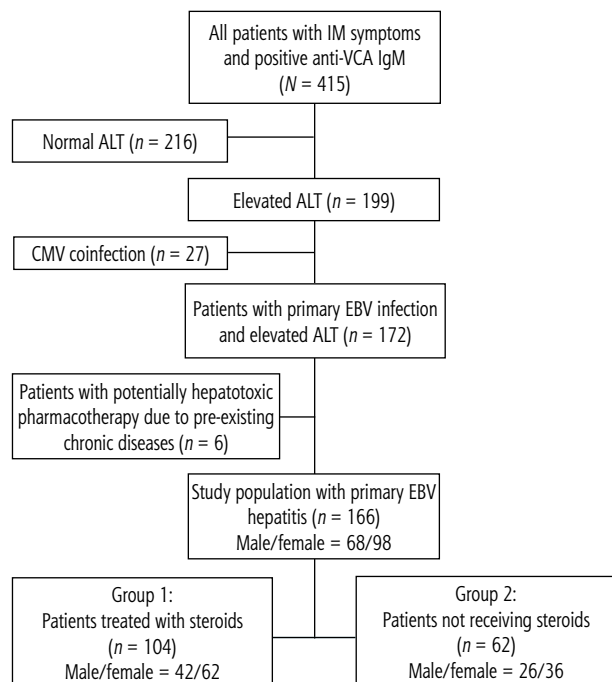 All patients with IM symptoms
and positive anti-VCA IgM
(N = 415)
Normal ALT (n = 216)
Elevated ALT (n = 199)
CMV coinfection (n = 27)
Patients with primary EBV infection
and elevated ALT (n = 172)
Patients with potentially hepatotoxic
pharmacotherapy due to pre-existing
chronic diseases (n = 6)
Study population with primary EBV
hepatitis (n = 166)
Male/female = 68/98
Group 1:
Patients treated with steroids
(n = 104)
Male/female = 42/62
Group 2:
Patients not receiving steroids
(n = 62)
Male/female = 26/36